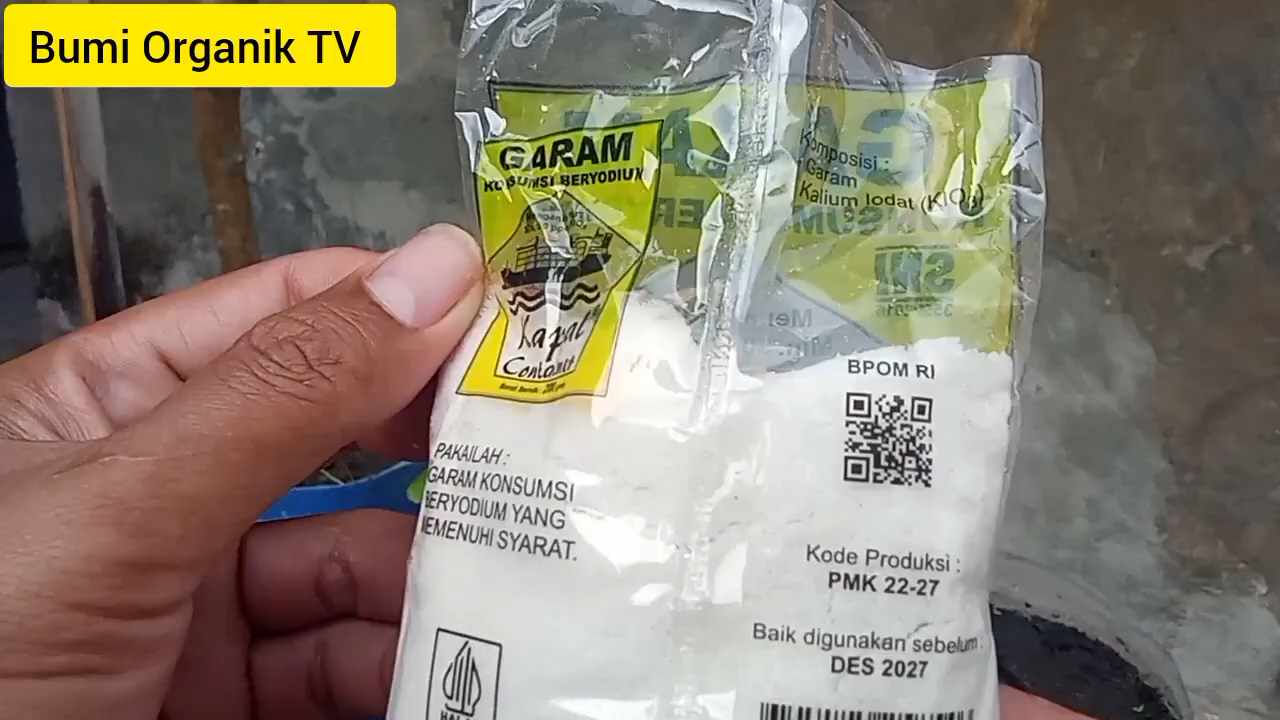 Bumi Organik TV
GARAM
KONSUMSI BERYODIUM
Kapal
Container
PAKAILAH :
GARAM KONSUMSI
BERYODIUM YANG
MEMENUHI SYARAT.
Komposisi :
Garam
Kalium Iodat (KIO₃)
SNI
BPOM RI
Kode Produksi :
PMK 22-27
Baik digunakan sebelum :
DES 2027
HALAL